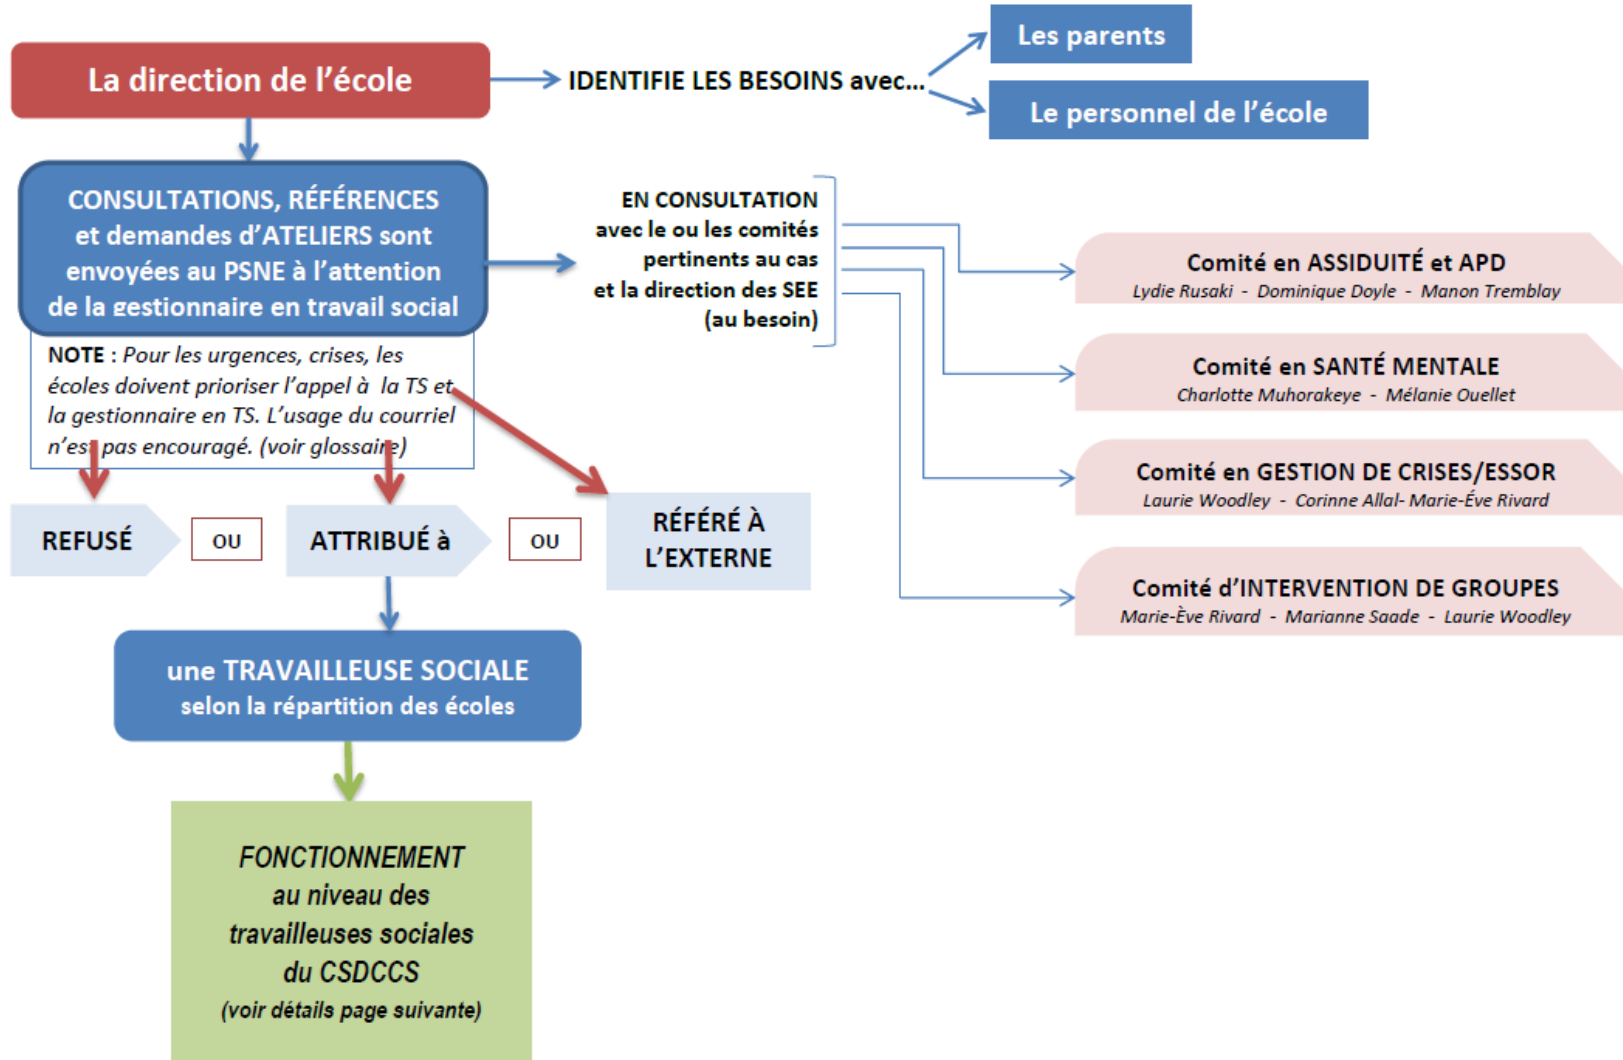 La direction de l'école
IDENTIFIE LES BESOINS avec...
Les parents
Le personnel de l'école
CONSULTATIONS, RÉFÉRENCES
et demandes d'ATELIERS sont
envoyées au PSNE à l'attention
de la gestionnaire en travail social
EN CONSULTATION
avec le ou les comités
pertinents au cas
et la direction des SEE
(au besoin)
Comité en ASSIDUITÉ et APD
Lydie Rusaki - Dominique Doyle - Manon Tremblay
Comité en SANTÉ MENTALE
Charlotte Muhorakeye - Mélanie Ouellet
Comité en GESTION DE CRISES/ESSOR
Laurie Woodley - Corinne Allal- Marie-Éve Rivard
Comité d'INTERVENTION DE GROUPES
Marie-Ève Rivard - Marianne Saade - Laurie Woodley
NOTE : Pour les urgences, crises, les
écoles doivent prioriser l'appel à la TS et
la gestionnaire en TS. L'usage du courriel
n'est pas encouragé. (voir glossaire)
REFUSÉ
OU
ATTRIBUÉ à
OU
RÉFÉRÉ À
L'EXTERNE
une TRAVAILLEUSE SOCIALE
selon la répartition des écoles
FONCTIONNEMENT
au niveau des
travailleuses sociales
du CSDCCS
(voir détails page suivante)